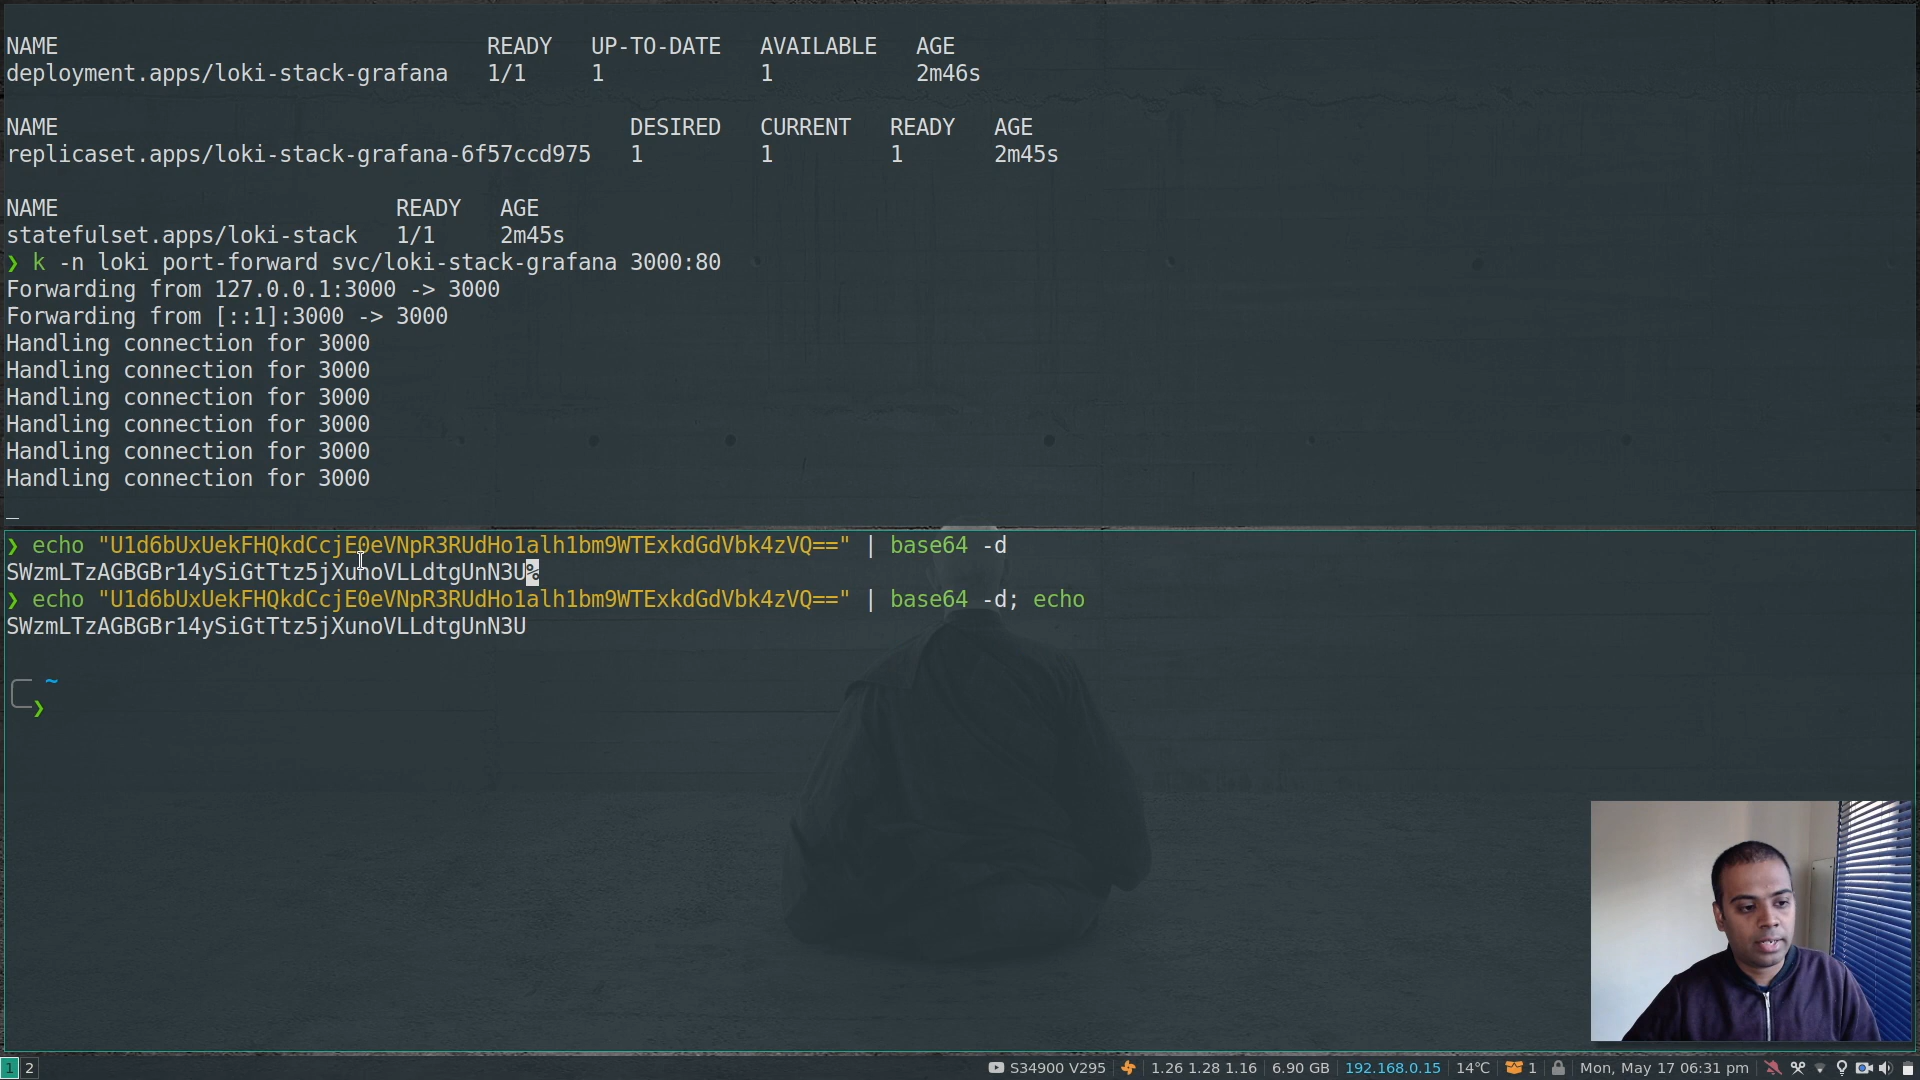 NAME READY UP-TO-DATE AVAILABLE AGE
deployment.apps/loki-stack-grafana 1/1 1 1 2m46s
NAME DESIRED CURRENT READY AGE
replicaset.apps/loki-stack-grafana-6f57ccd975 1 1 1 2m45s
NAME READY AGE
statefulset.apps/loki-stack 1/1 2m45s
❯ k -n loki port-forward svc/loki-stack-grafana 3000:80
Forwarding from 127.0.0.1:3000 -> 3000
Forwarding from [::1]:3000 -> 3000
Handling connection for 3000
Handling connection for 3000
Handling connection for 3000
Handling connection for 3000
Handling connection for 3000
Handling connection for 3000
❯ echo "U1d6bUxUekFHQkdCcjE0eVNpR3RUdHo1alh1bm9WTExkdGdVbk4zVQ==" | base64 -d
SWzmLTzAGBGBr14ySiGtTtz5jXunoVLLdtgUnN3U%
❯ echo "U1d6bUxUekFHQkdCcjE0eVNpR3RUdHo1alh1bm9WTExkdGdVbk4zVQ==" | base64 -d; echo
SWzmLTzAGBGBr14ySiGtTtz5jXunoVLLdtgUnN3U
~
❯
1 2 S34900 V295 1.26 1.28 1.16 6.90 GB 192.168.0.15 14℃ 1 Mon, May 17 06:31 pm